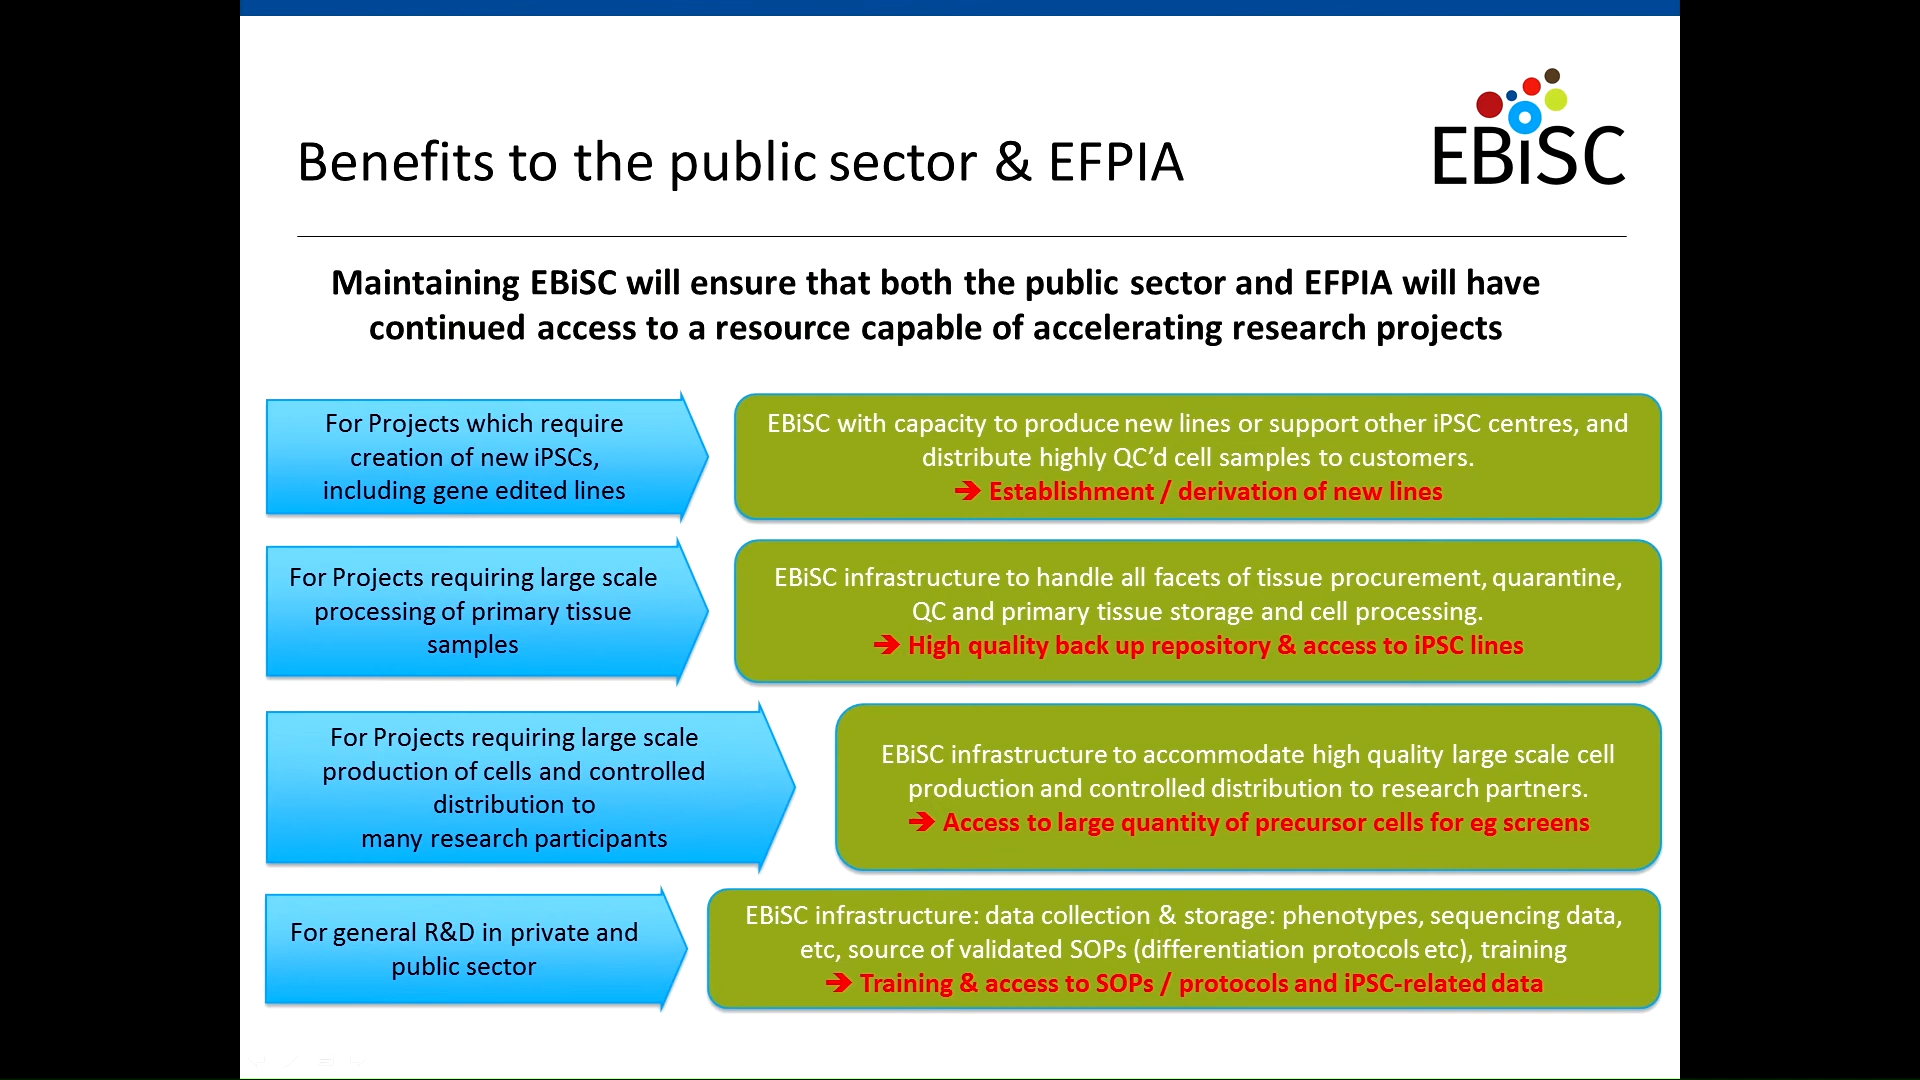 EBiSC
Benefits to the public sector & EFPIA
Maintaining EBiSC will ensure that both the public sector and EFPIA will have
continued access to a resource capable of accelerating research projects
For Projects which require
creation of new iPSCs,
including gene edited lines
EBiSC with capacity to produce new lines or support other iPSC centres, and
distribute highly QC’d cell samples to customers.
➔ Establishment / derivation of new lines
For Projects requiring large scale
processing of primary tissue
samples
EBiSC infrastructure to handle all facets of tissue procurement, quarantine,
QC and primary tissue storage and cell processing.
➔ High quality back up repository & access to iPSC lines
For Projects requiring large scale
production of cells and controlled
distribution to
many research participants
EBiSC infrastructure to accommodate high quality large scale cell
production and controlled distribution to research partners.
➔ Access to large quantity of precursor cells for eg screens
For general R&D in private and
public sector
EBiSC infrastructure: data collection & storage: phenotypes, sequencing data,
etc, source of validated SOPs (differentiation protocols etc), training
➔ Training & access to SOPs / protocols and iPSC-related data